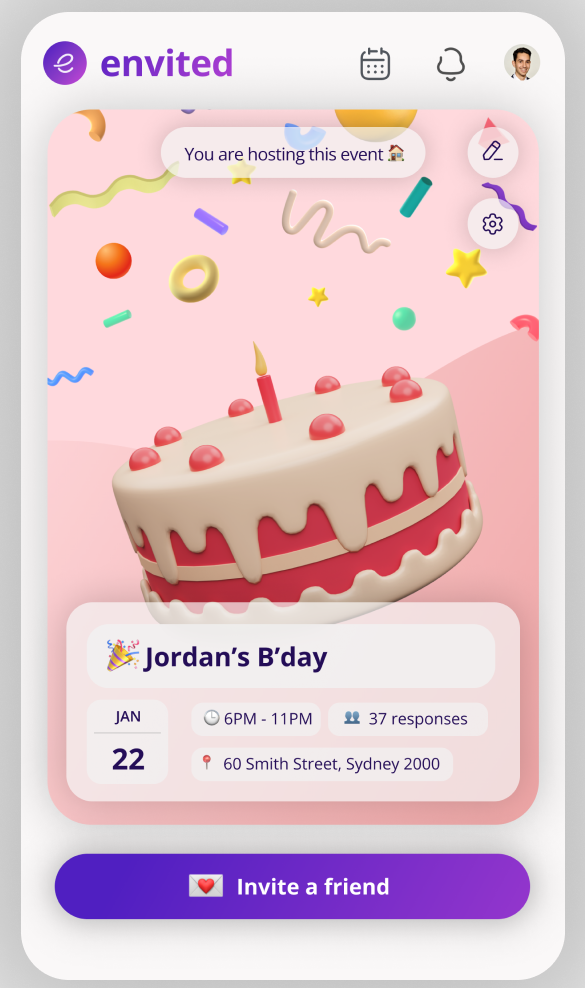 envited
You are hosting this event 🏠
🎉 Jordan's B'day
JAN
22
🕒 6PM - 11PM
👥 37 responses
📍 60 Smith Street, Sydney 2000
💌 Invite a friend